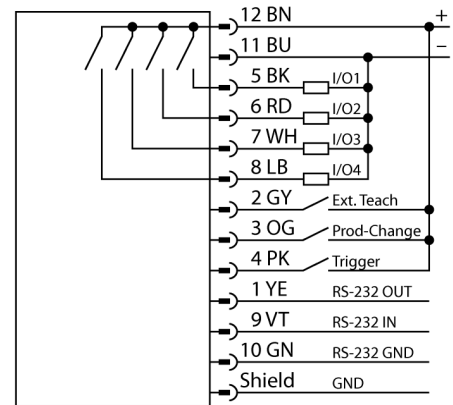 12 BN +
11 BU −
5 BK I/O1
6 RD I/O2
7 WH I/O3
8 LB I/O4
2 GY Ext. Teach
3 OG Prod-Change
4 PK Trigger
1 YE RS-232 OUT
9 VT RS-232 IN
10 GN RS-232 GND
Shield GND